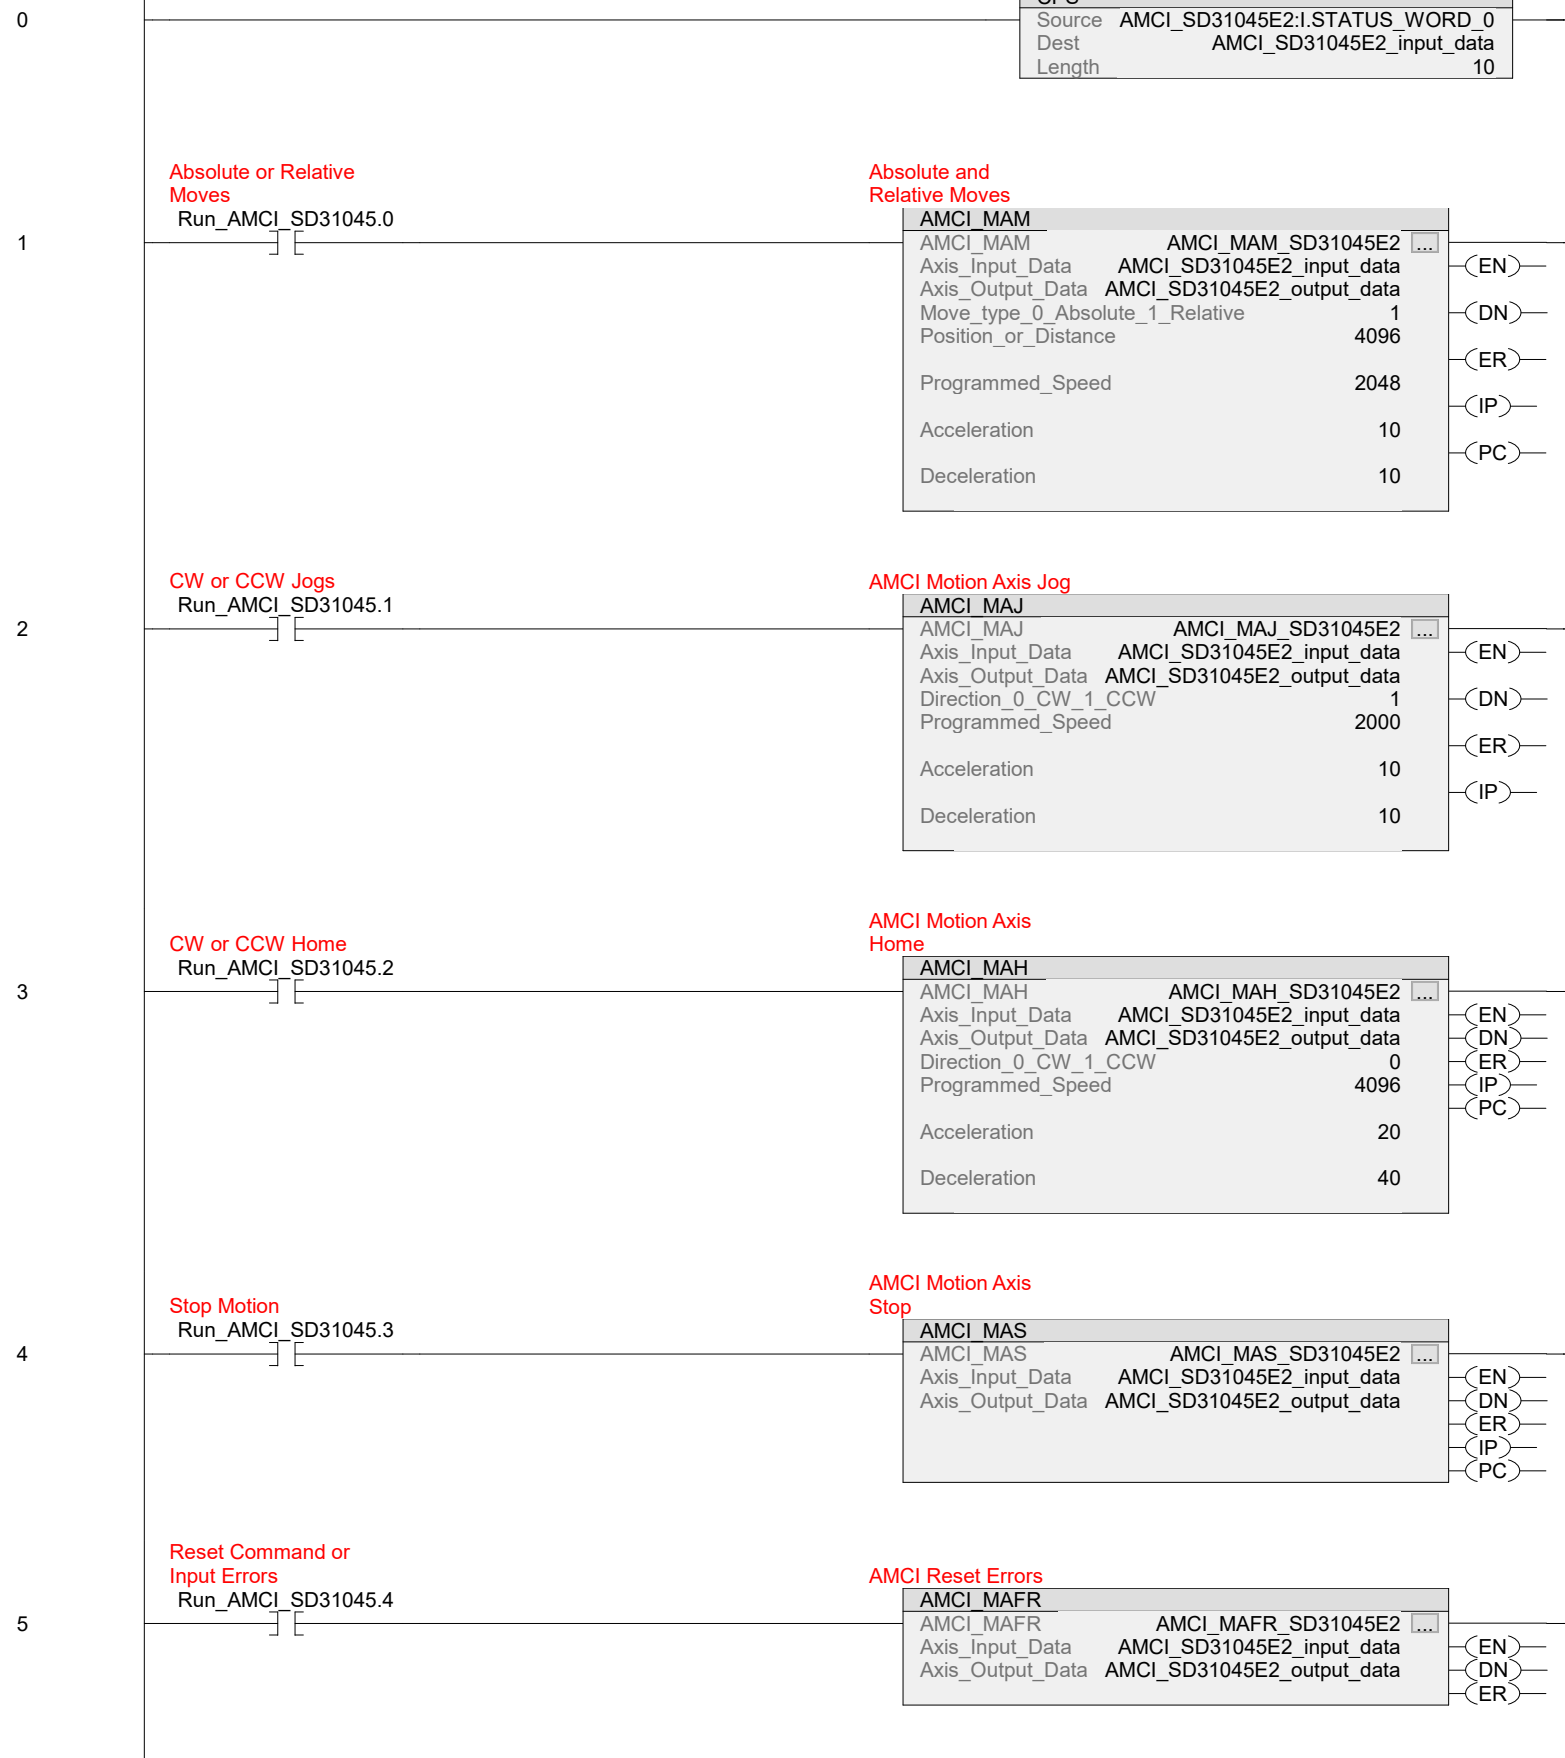 CPS
0
Source AMCI_SD31045E2:I.STATUS_WORD_0
Dest AMCI_SD31045E2_input_data
Length 10
Absolute or Relative
Moves
Run_AMCI_SD31045.0
1
Absolute and
Relative Moves
AMCI_MAM
AMCI_MAM AMCI_MAM_SD31045E2 ...
Axis_Input_Data AMCI_SD31045E2_input_data
Axis_Output_Data AMCI_SD31045E2_output_data
Move_type_0_Absolute_1_Relative 1
Position_or_Distance 4096
Programmed_Speed 2048
Acceleration 10
Deceleration 10
EN
DN
ER
IP
PC
CW or CCW Jogs
Run_AMCI_SD31045.1
2
AMCI Motion Axis Jog
AMCI_MAJ
AMCI_MAJ AMCI_MAJ_SD31045E2 ...
Axis_Input_Data AMCI_SD31045E2_input_data
Axis_Output_Data AMCI_SD31045E2_output_data
Direction_0_CW_1_CCW 1
Programmed_Speed 2000
Acceleration 10
Deceleration 10
EN
DN
ER
IP
CW or CCW Home
Run_AMCI_SD31045.2
3
AMCI Motion Axis
Home
AMCI_MAH
AMCI_MAH AMCI_MAH_SD31045E2 ...
Axis_Input_Data AMCI_SD31045E2_input_data
Axis_Output_Data AMCI_SD31045E2_output_data
Direction_0_CW_1_CCW 0
Programmed_Speed 4096
Acceleration 20
Deceleration 40
EN
DN
ER
IP
PC
Stop Motion
Run_AMCI_SD31045.3
4
AMCI Motion Axis
Stop
AMCI_MAS
AMCI_MAS AMCI_MAS_SD31045E2 ...
Axis_Input_Data AMCI_SD31045E2_input_data
Axis_Output_Data AMCI_SD31045E2_output_data
EN
DN
ER
IP
PC
Reset Command or
Input Errors
Run_AMCI_SD31045.4
5
AMCI Reset Errors
AMCI_MAFR
AMCI_MAFR AMCI_MAFR_SD31045E2 ...
Axis_Input_Data AMCI_SD31045E2_input_data
Axis_Output_Data AMCI_SD31045E2_output_data
EN
DN
ER